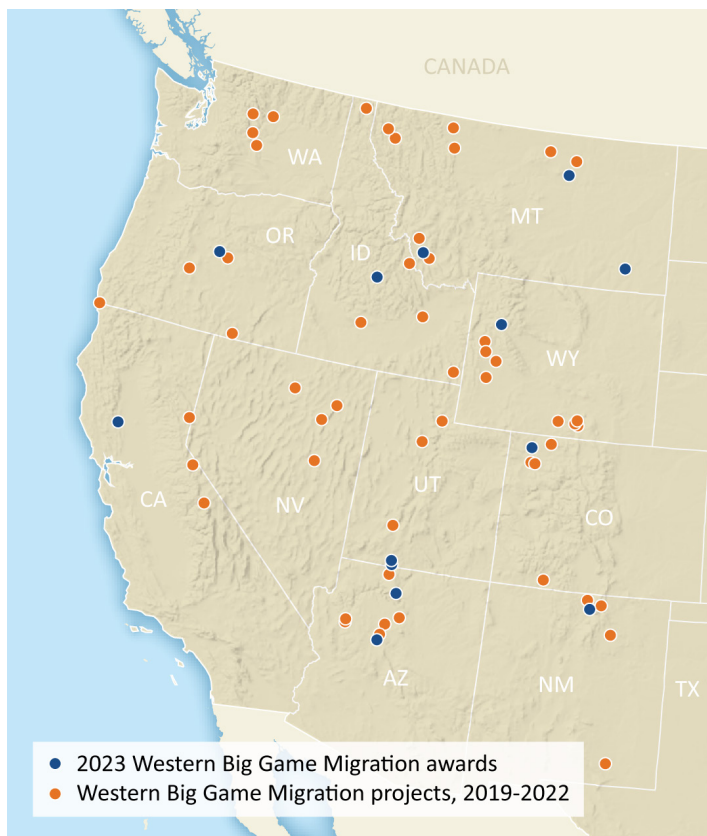 CANADA
WA
MT
OR
ID
WY
NV
UT
CA
CO
AZ
NM
TX
2023 Western Big Game Migration awards
Western Big Game Migration projects, 2019-2022